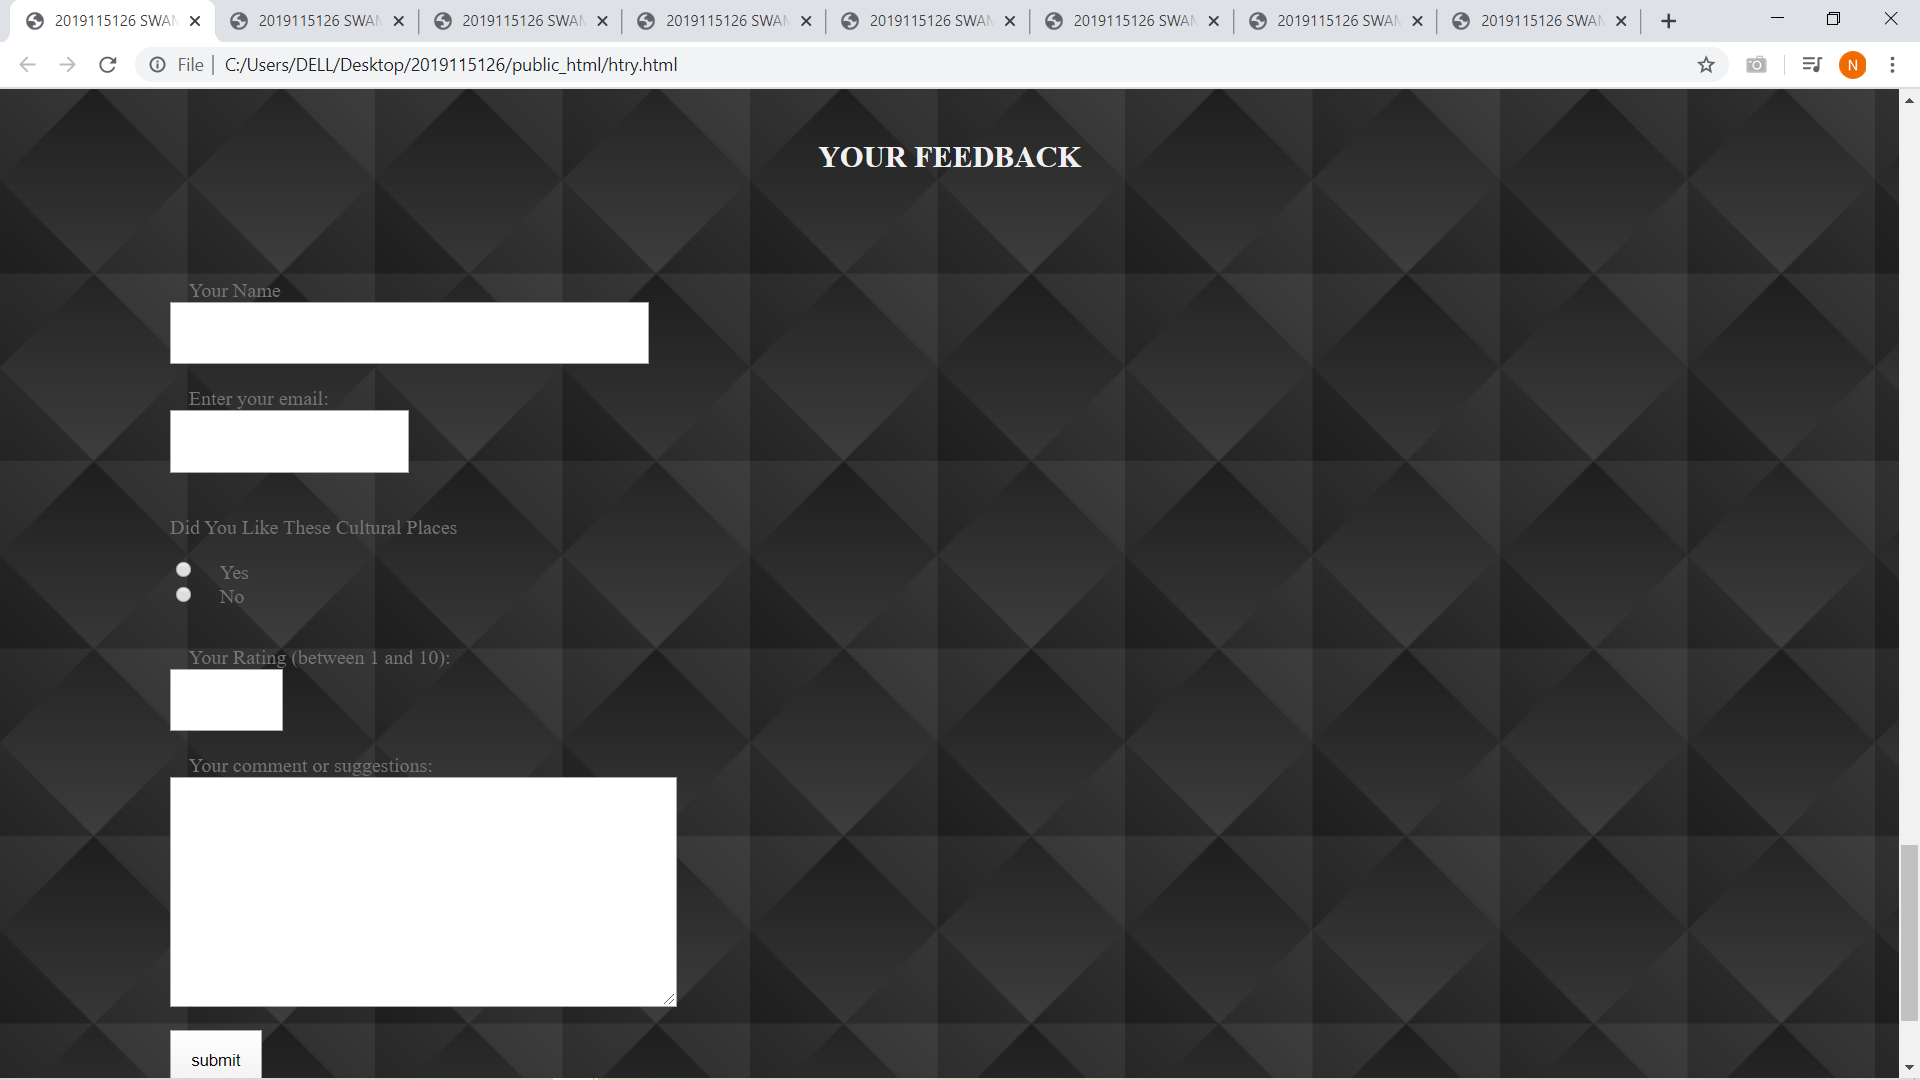 2019115126 SWAN 2019115126 SWAN 2019115126 SWAN 2019115126 SWAN 2019115126 SWAN 2019115126 SWAN 2019115126 SWAN 2019115126 SWAN
File C:/Users/DELL/Desktop/2019115126/public_html/htry.html N
YOUR FEEDBACK
Your Name
Enter your email:
Did You Like These Cultural Places
Yes
No
Your Rating (between 1 and 10):
Your comment or suggestions:
submit